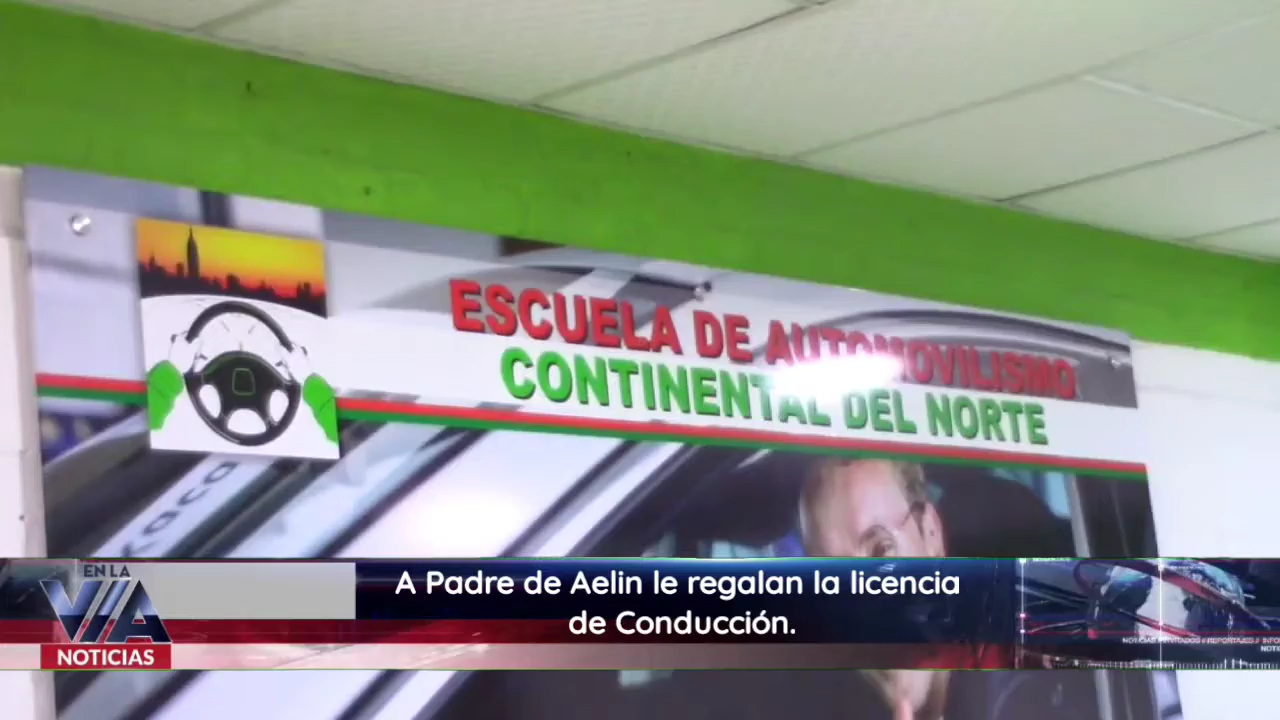 ESCUELA DE AUTOMOVILISMO
CONTINENTAL DEL NORTE
EN LA
VIA
NOTICIAS
A Padre de Aelin le regalan la licencia
de Conducción.